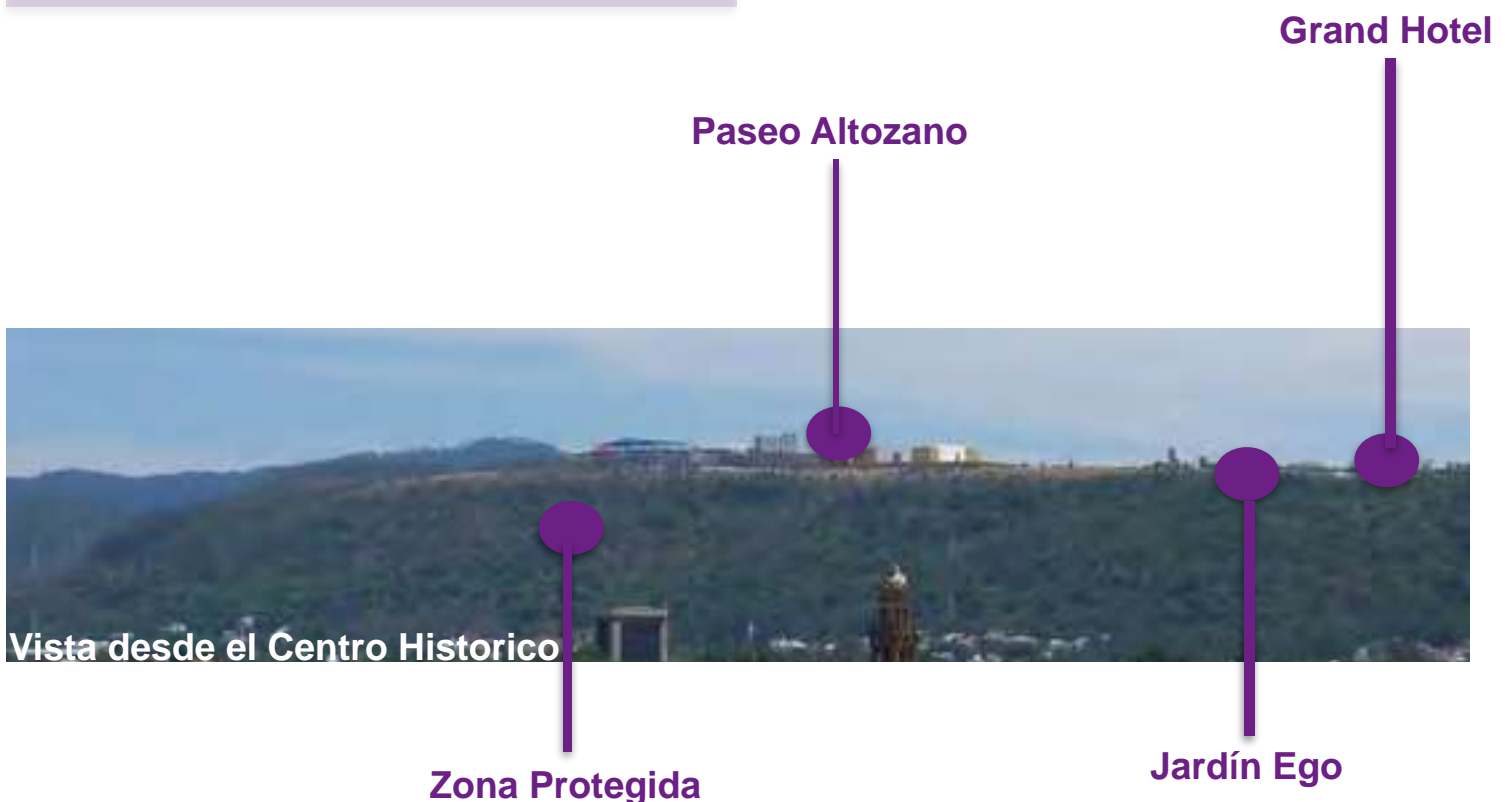 Grand Hotel
Paseo Altozano
Vista desde el Centro Historico
Jardín Ego
Zona Protegida